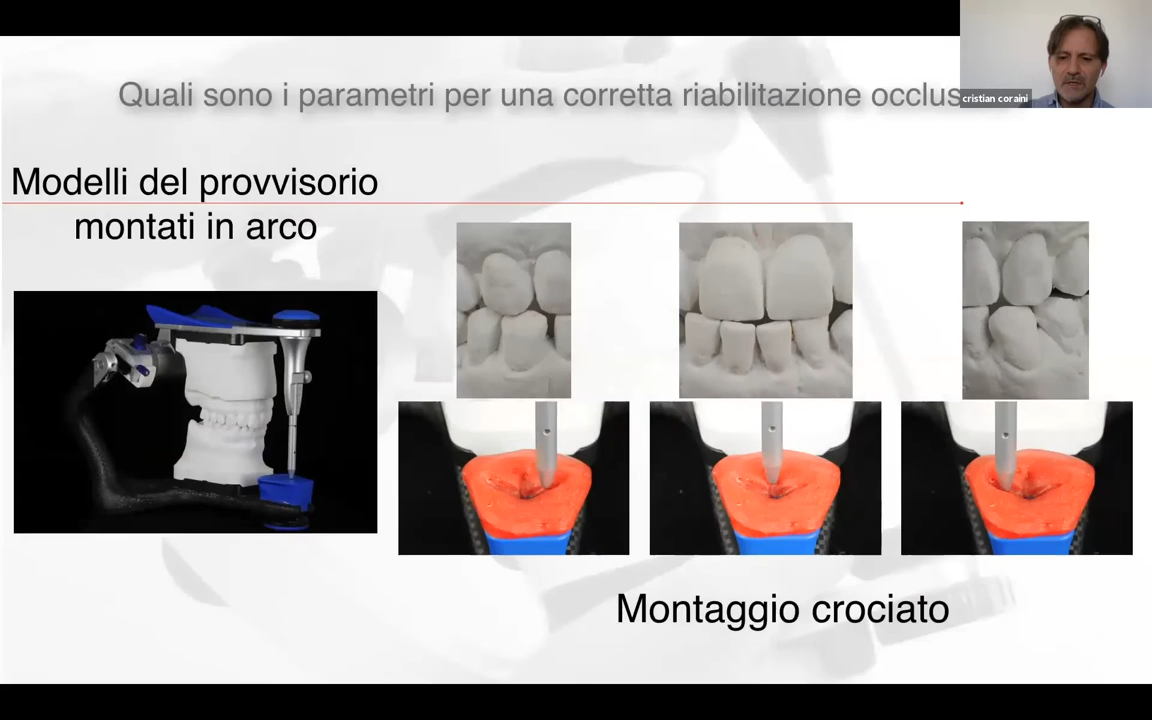 Quali sono i parametri per una corretta riabilitazione occlus
cristian coraini
Modelli del provvisorio
montati in arco
Montaggio crociato